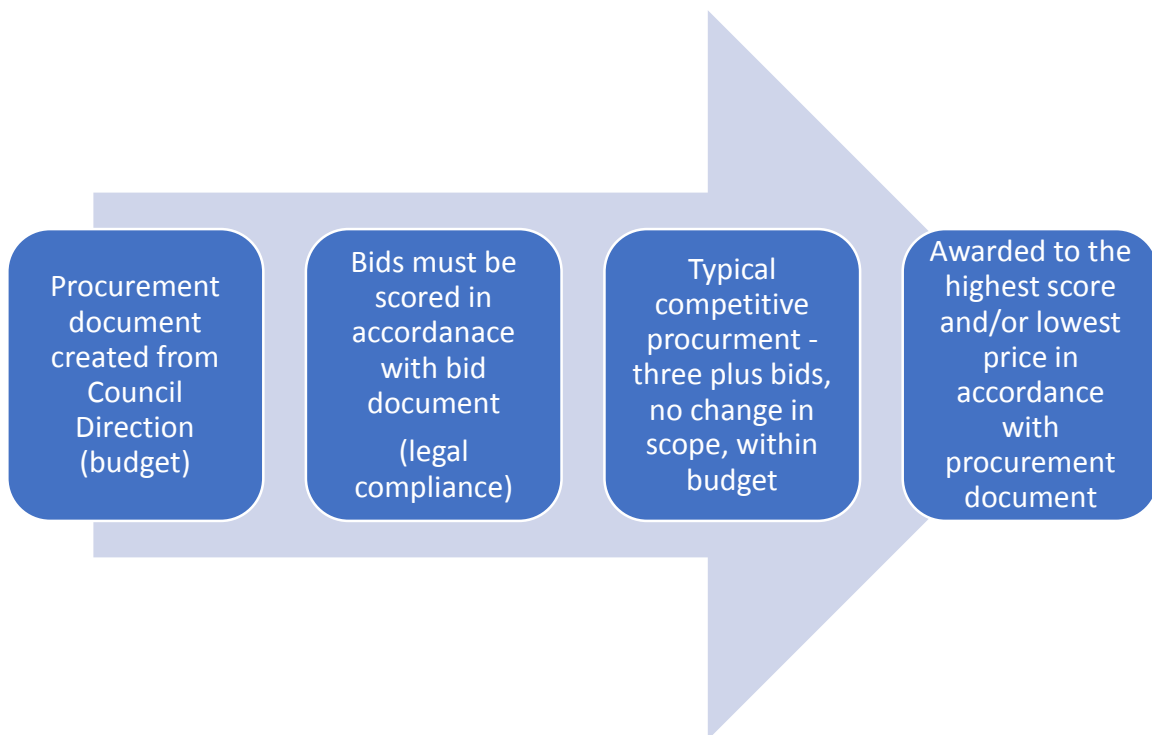 Procurement
document
created from
Council
Direction
(budget)
Bids must be
scored in
accordanace
with bid
document
(legal
compliance)
Typical
competitive
procurment -
three plus bids,
no change in
scope, within
budget
Awarded to the
highest score
and/or lowest
price in
accordance
with
procurement
document